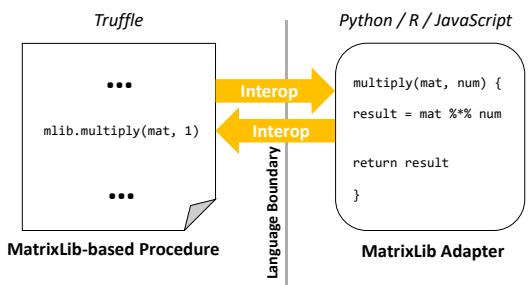 Truffle
Python / R / JavaScript
...
mlib.multiply(mat, 1)
...
Interop
Interop
Language Boundary
multiply(mat, num) {
result = mat %*% num
return result
}
MatrixLib-based Procedure
MatrixLib Adapter